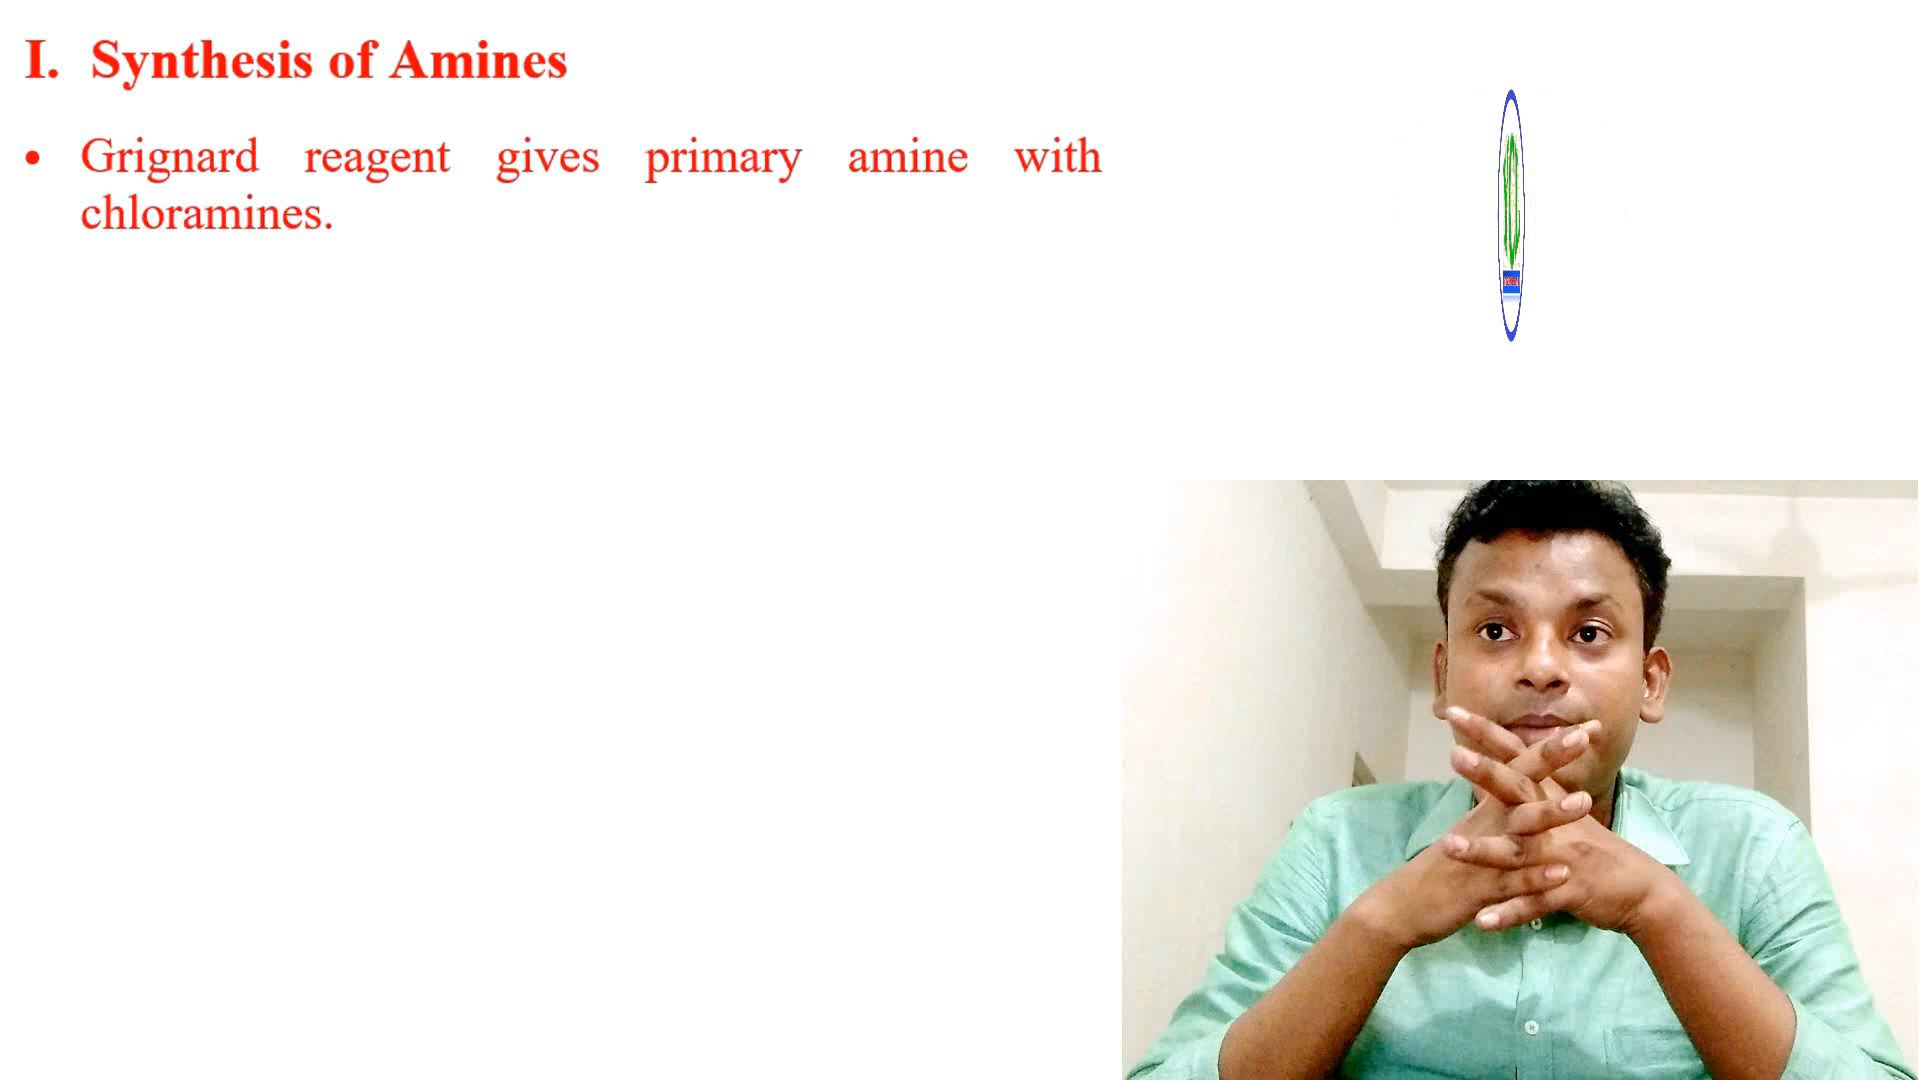 I. Synthesis of Amines
• Grignard reagent gives primary amine with
chloramines.